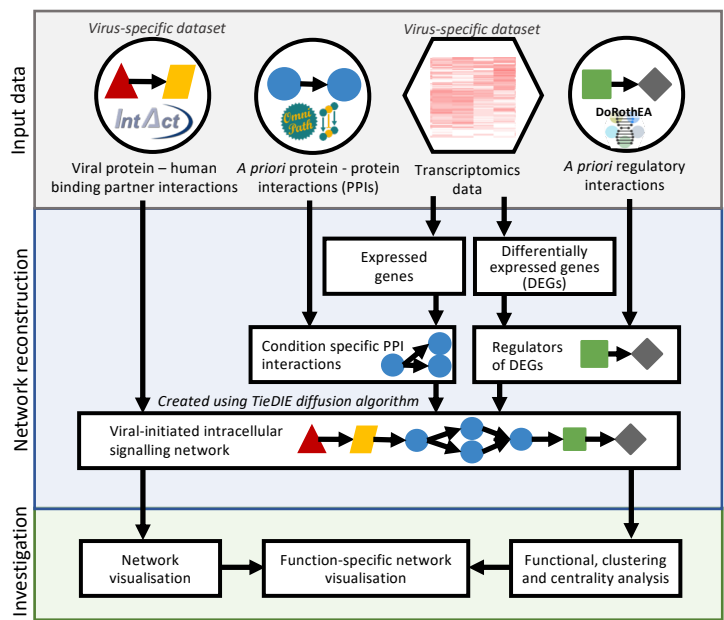 Input data
Virus-specific dataset
Virus-specific dataset
IntAct
Omni
Path
DoRothEA
Viral protein – human
binding partner interactions
A priori protein - protein
interactions (PPIs)
Transcriptomics
data
A priori regulatory
interactions
Network reconstruction
Expressed
genes
Differentially
expressed genes
(DEGs)
Condition specific PPI
interactions
Regulators
of DEGs
Created using TieDIE diffusion algorithm
Viral-initiated intracellular
signalling network
Investigation
Network
visualisation
Function-specific network
visualisation
Functional, clustering
and centrality analysis